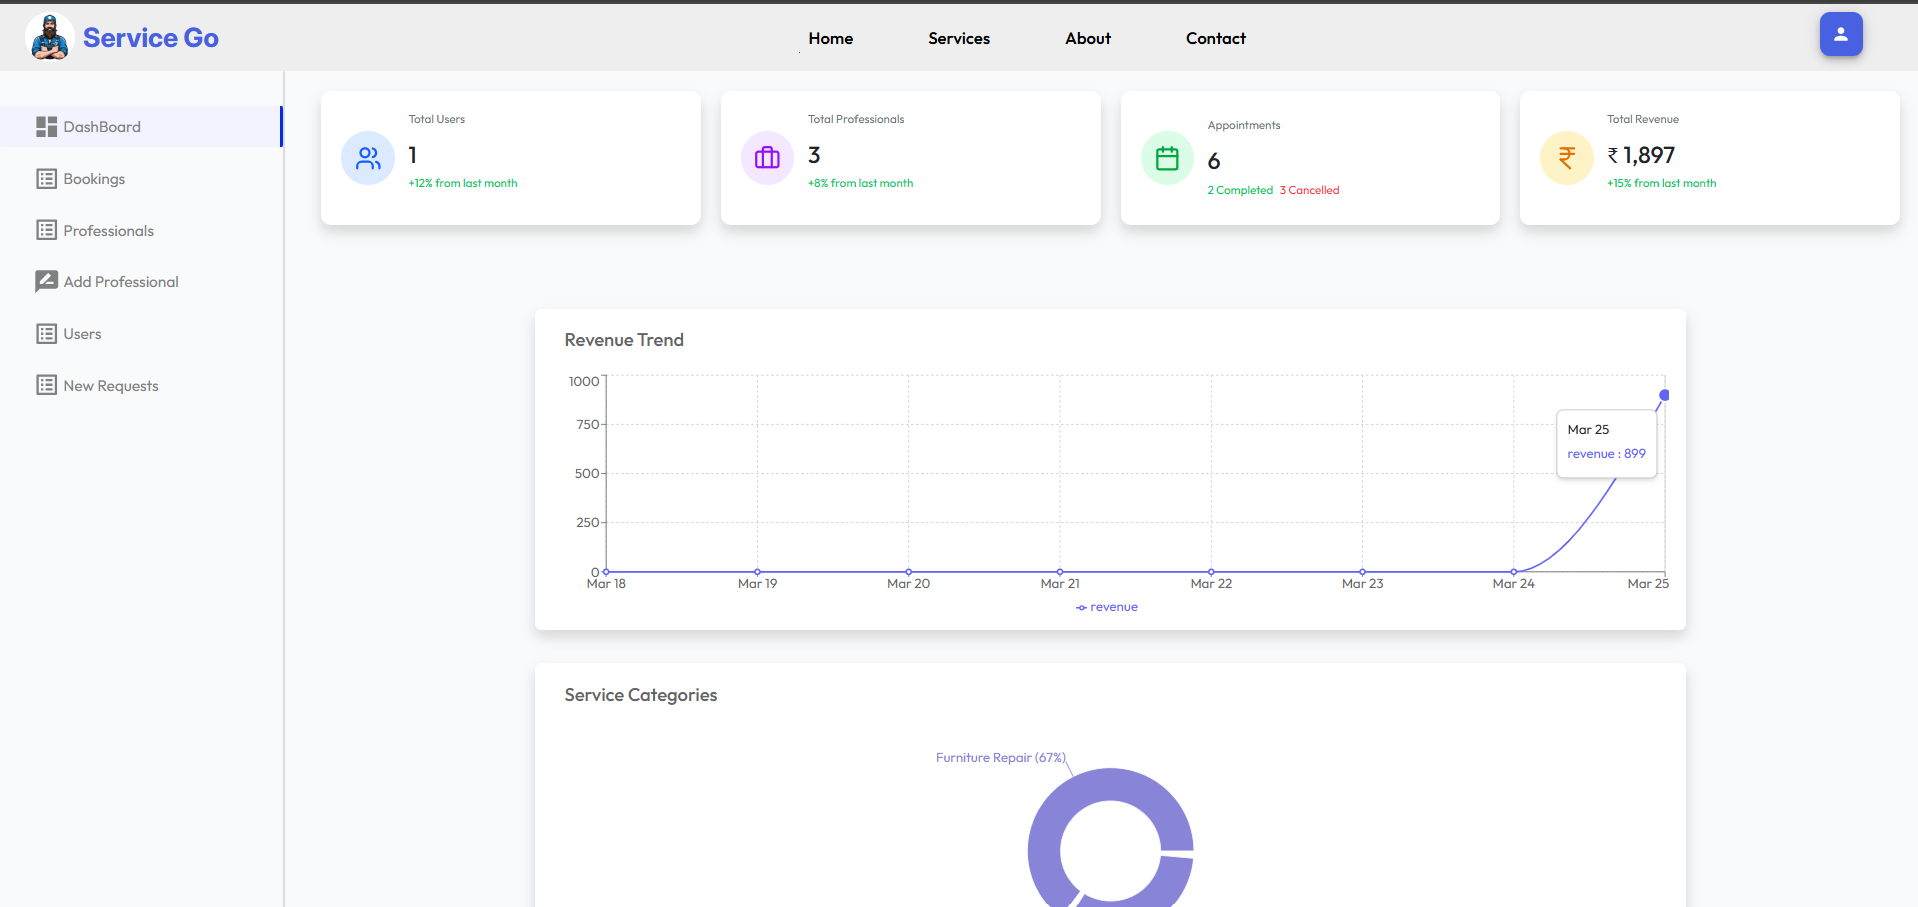 Service Go
Home
Services
About
Contact
DashBoard
Bookings
Professionals
Add Professional
Users
New Requests
Total Users
1
+12% from last month
Total Professionals
3
+8% from last month
Appointments
6
2 Completed 3 Cancelled
Total Revenue
₹ 1,897
+15% from last month
Revenue Trend
1000
750
500
250
0
Mar 18
Mar 19
Mar 20
Mar 21
Mar 22
Mar 23
Mar 24
Mar 25
Mar 25
revenue : 899
revenue
Service Categories
Furniture Repair (67%)